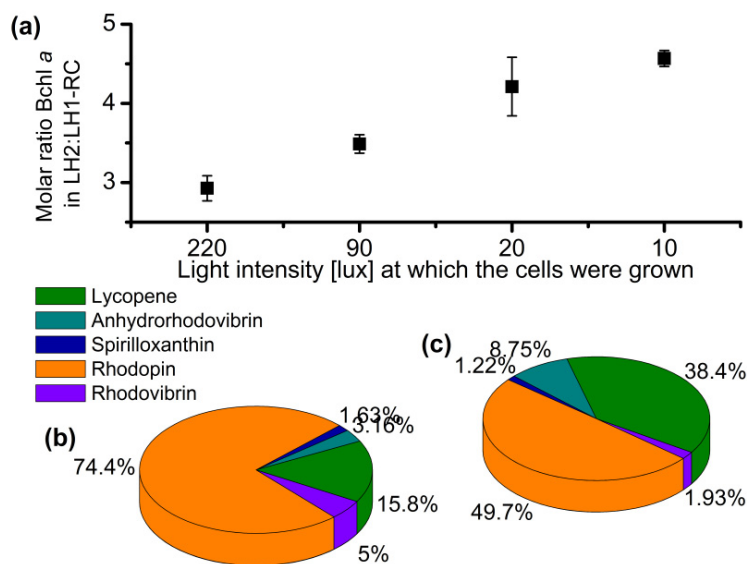 (a)
Molar ratio Bchl a
in LH2:LH1-RC
5
4
3
220 90 20 10
Light intensity [lux] at which the cells were grown
Lycopene
Anhydrorhodovibrin
Spirilloxanthin
Rhodopin
Rhodovibrin
(b)
74.4%
1.63%
3.16%
15.8%
5%
(c)
1.22%
8.75%
38.4%
49.7%
1.93%